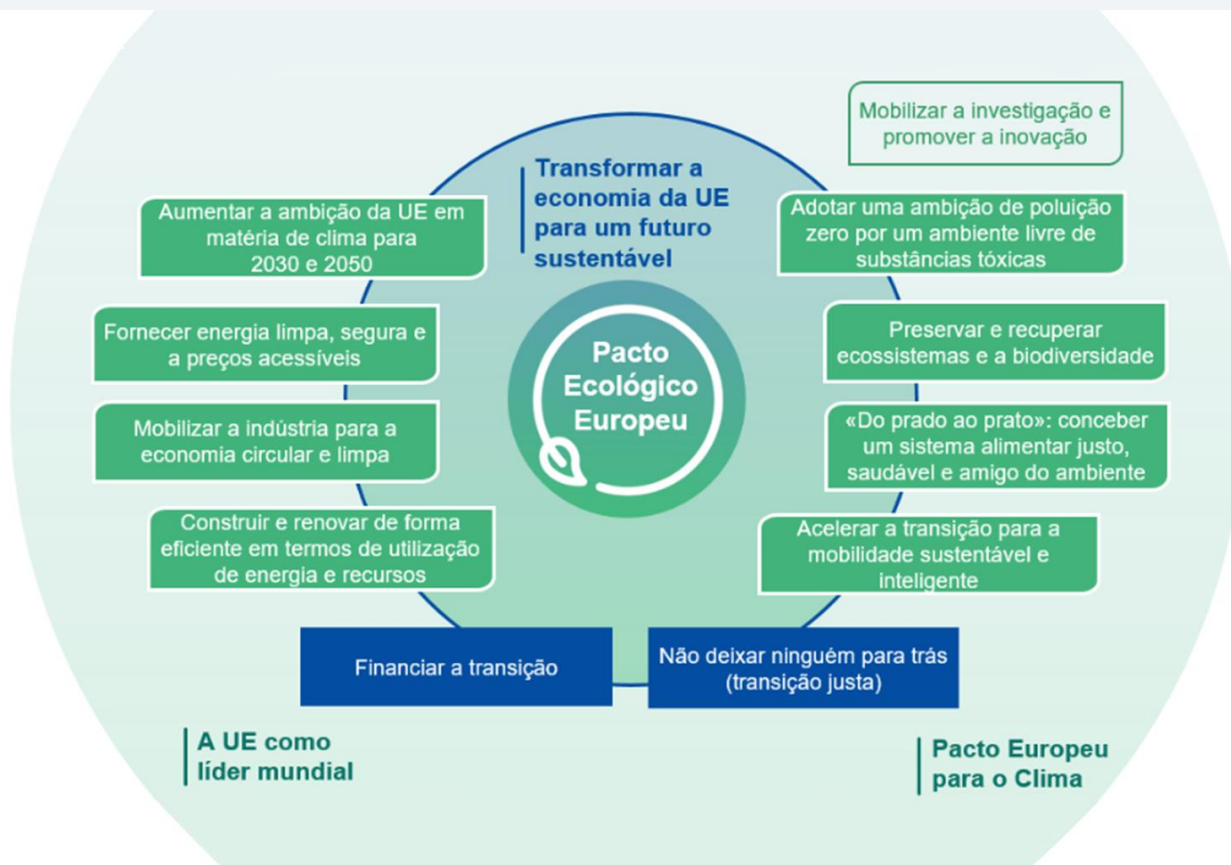 Mobilizar a investigação e
promover a inovação
Transformar a
economia da UE
para um futuro
sustentável
Aumentar a ambição da UE em
matéria de clima para
2030 e 2050
Adotar uma ambição de poluição
zero por um ambiente livre de
substâncias tóxicas
Fornecer energia limpa, segura e
a preços acessíveis
Preservar e recuperar
ecossistemas e a biodiversidade
Pacto
Ecológico
Europeu
Mobilizar a indústria para a
economia circular e limpa
«Do prado ao prato»: conceber
um sistema alimentar justo,
saudável e amigo do ambiente
Construir e renovar de forma
eficiente em termos de utilização
de energia e recursos
Acelerar a transição para a
mobilidade sustentável e
inteligente
Financiar a transição
Não deixar ninguém para trás
(transição justa)
A UE como
líder mundial
Pacto Europeu
para o Clima